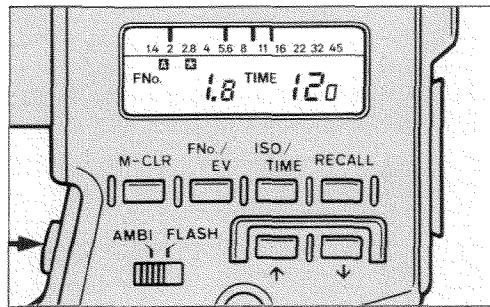 1.4 2 2.8 4 5.6 8 11 16 22 32 45
A
FNo. 1.8 TIME 120
M-CLR FNo./EV ISO/TIME RECALL
AMBI FLASH
↑ ↓